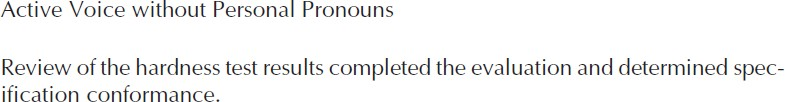 Active Voice without Personal Pronouns
Review of the hardness test results completed the evaluation and determined spec-
ification conformance.